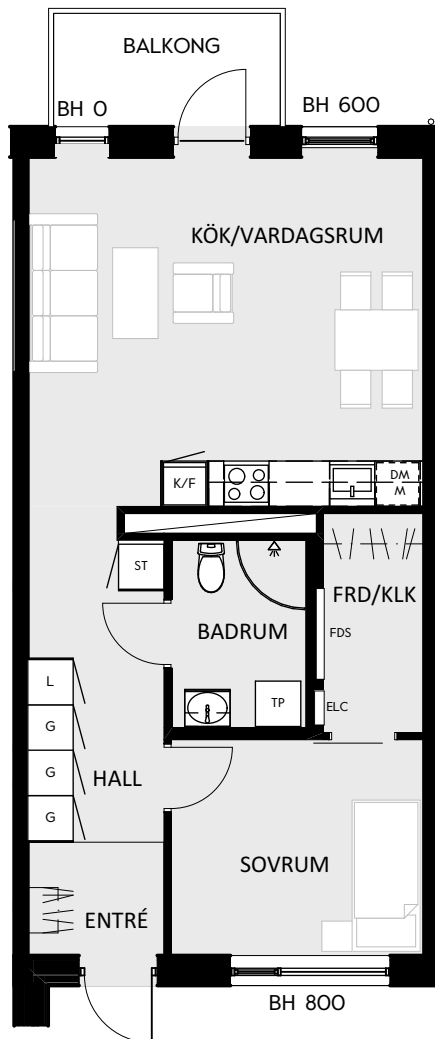 BALKONG
BH 0
BH 600
KÖK/VARDAGSRUM
K/F
DM
M
ST
FRD/KLK
BADRUM
FDS
L
TP
ELC
G
HALL
G
G
SOVRUM
ENTRÉ
BH 800